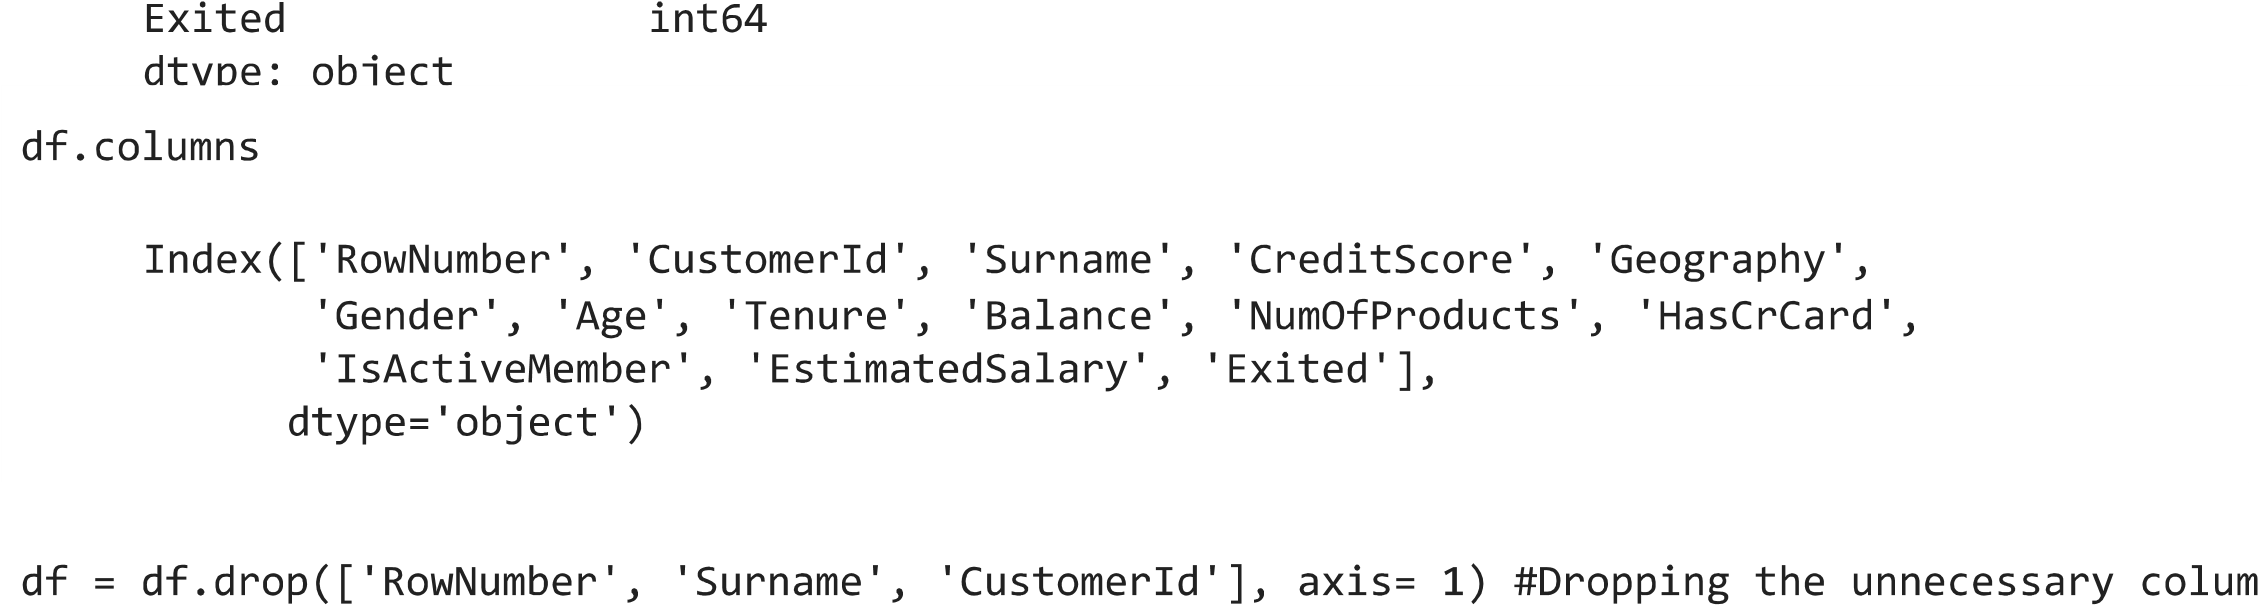 Exited int64
dtype: object
df.columns
Index(['RowNumber', 'CustomerId', 'Surname', 'CreditScore', 'Geography',
'Gender', 'Age', 'Tenure', 'Balance', 'NumOfProducts', 'HasCrCard',
'IsActiveMember', 'EstimatedSalary', 'Exited'],
dtype='object')
df = df.drop(['RowNumber', 'Surname', 'CustomerId'], axis= 1) #Dropping the unnecessary colum